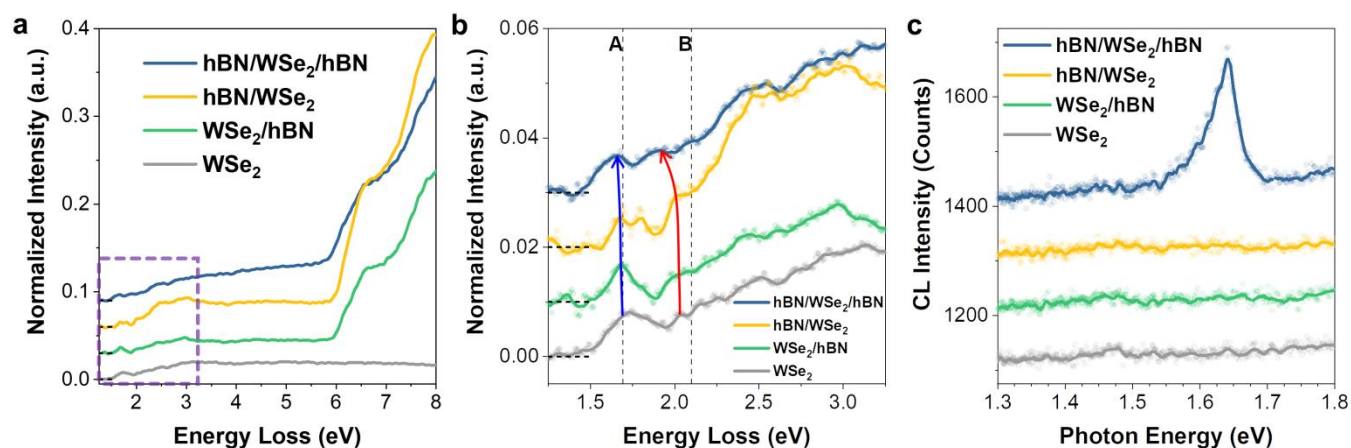 a
Normalized Intensity (a.u.)
0.4
0.3
0.2
0.1
0.0
hBN/WSe₂/hBN
hBN/WSe₂
WSe₂/hBN
WSe₂
2 3 4 5 6 7 8
Energy Loss (eV)
b
Normalized Intensity (a.u.)
0.06
0.04
0.02
0.00
A B
hBN/WSe₂/hBN
hBN/WSe₂
WSe₂/hBN
WSe₂
1.5 2.0 2.5 3.0
Energy Loss (eV)
c
CL Intensity (Counts)
1600
1400
1200
hBN/WSe₂/hBN
hBN/WSe₂
WSe₂/hBN
WSe₂
1.3 1.4 1.5 1.6 1.7 1.8
Photon Energy (eV)